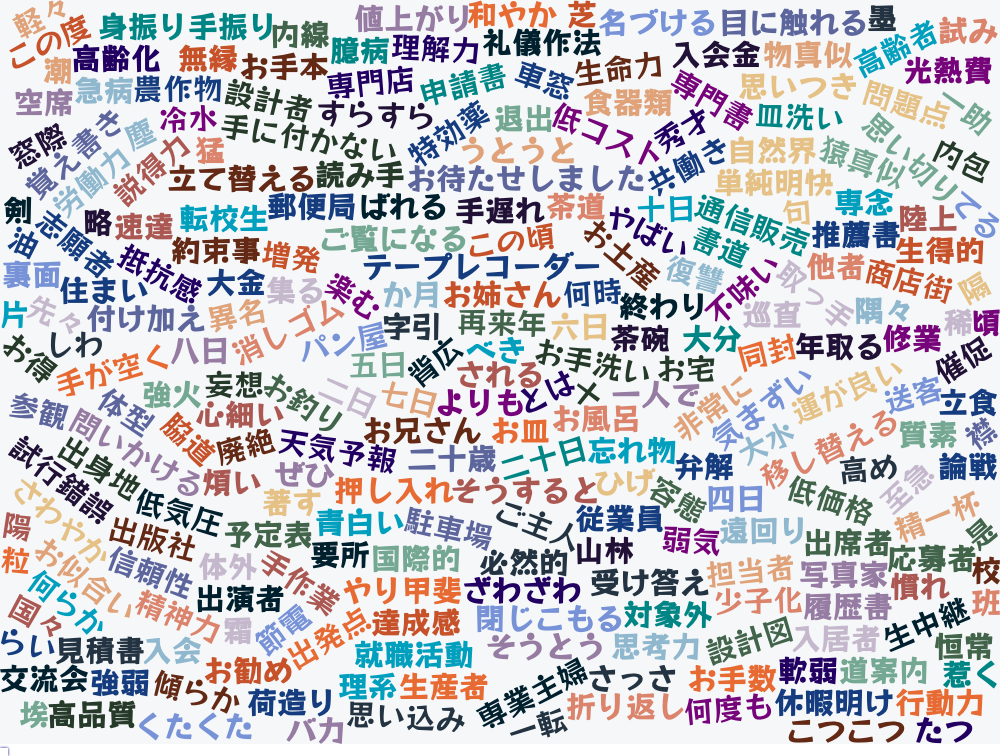 軽々
この度
身振り手振り
内線
値上がり
和やか
芝
名づける
目に触れる
墨
試み
高齢化
無縁
お手本
臆病
理解力
礼儀作法
入会金
物真似
高齢者
光熱費
潮
専門店
申請書
車窓
生命力
専門書
思いつき
問題点
一助
空席
急病
農作物
設計者
すらすら
特効薬
退出
食器類
低コスト
秀才
皿洗い
思い切り
内包
窓際
覚え書き
塵
冷水
手に付かない
うとうと
共働き
自然界
猿真似
労働力
説得力
猛
立て替える
読み手
お待たせしました
単純明快
てる
剣
志願者
略
速達
転校生
郵便局
ばれる
手遅れ
茶道
やばい
十日
通信販売
句
専念
陸上
油
約束事
増発
ご覧になる
この頃
お土産
書道
推薦書
生得的
裏面
住まい
抵抗感
大金
集る
楽む
テープレコーダー
復讐
不味い
取っ手
他者
商店街
隔
片
先々
付け加え
異名
消しゴム
か月
お姉さん
何時
終わり
巡査
隅々
稀
頃
お得
しわ
八日
パン屋
字引
再来年
六日
茶碗
大分
同封
年取る
修業
催促
手が空く
五日
背広
べき
お手洗い
お宅
される
強火
妄想
お釣り
二日
七日
よりも
とは
メ
一人で
非常に
気まずい
運が良い
送客
立食
参観
体型
問いかける
心細い
脇道
廃絶
天気予報
お兄さん
お皿
お風呂
大水
移し替える
質素
襟
試行錯誤
出身地
煩い
ぜひ
二十歳
二十日
忘れ物
弁解
高め
論戦
さわやか
低気圧
著す
押し入れ
そうすると
ひげ
容態
四日
低価格
至急
陽
出版社
予定表
青白い
駐車場
ご主人
従業員
弱気
遠回り
出席者
精一杯
是
粒
お似合い
信頼性
体外
手作業
要所
国際的
必然的
山林
応募者
校
何らか
精神力
出演者
やり甲斐
ざわざわ
受け答え
担当者
写真家
慣れ
国々
霜
節電
出発点
達成感
閉じこもる
対象外
少子化
履歴書
班
らい
見積書
入会
就職活動
そうとう
思考力
設計図
入居者
生中継
恒常
交流会
強弱
傾らか
お勧め
理系
生産者
専業主婦
さっさ
お手数
軟弱
道案内
惹く
埃
高品質
くたくた
荷造り
バカ
思い込み
一転
折り返し
何度も
休暇明け
行動力
こつこつ
たつ